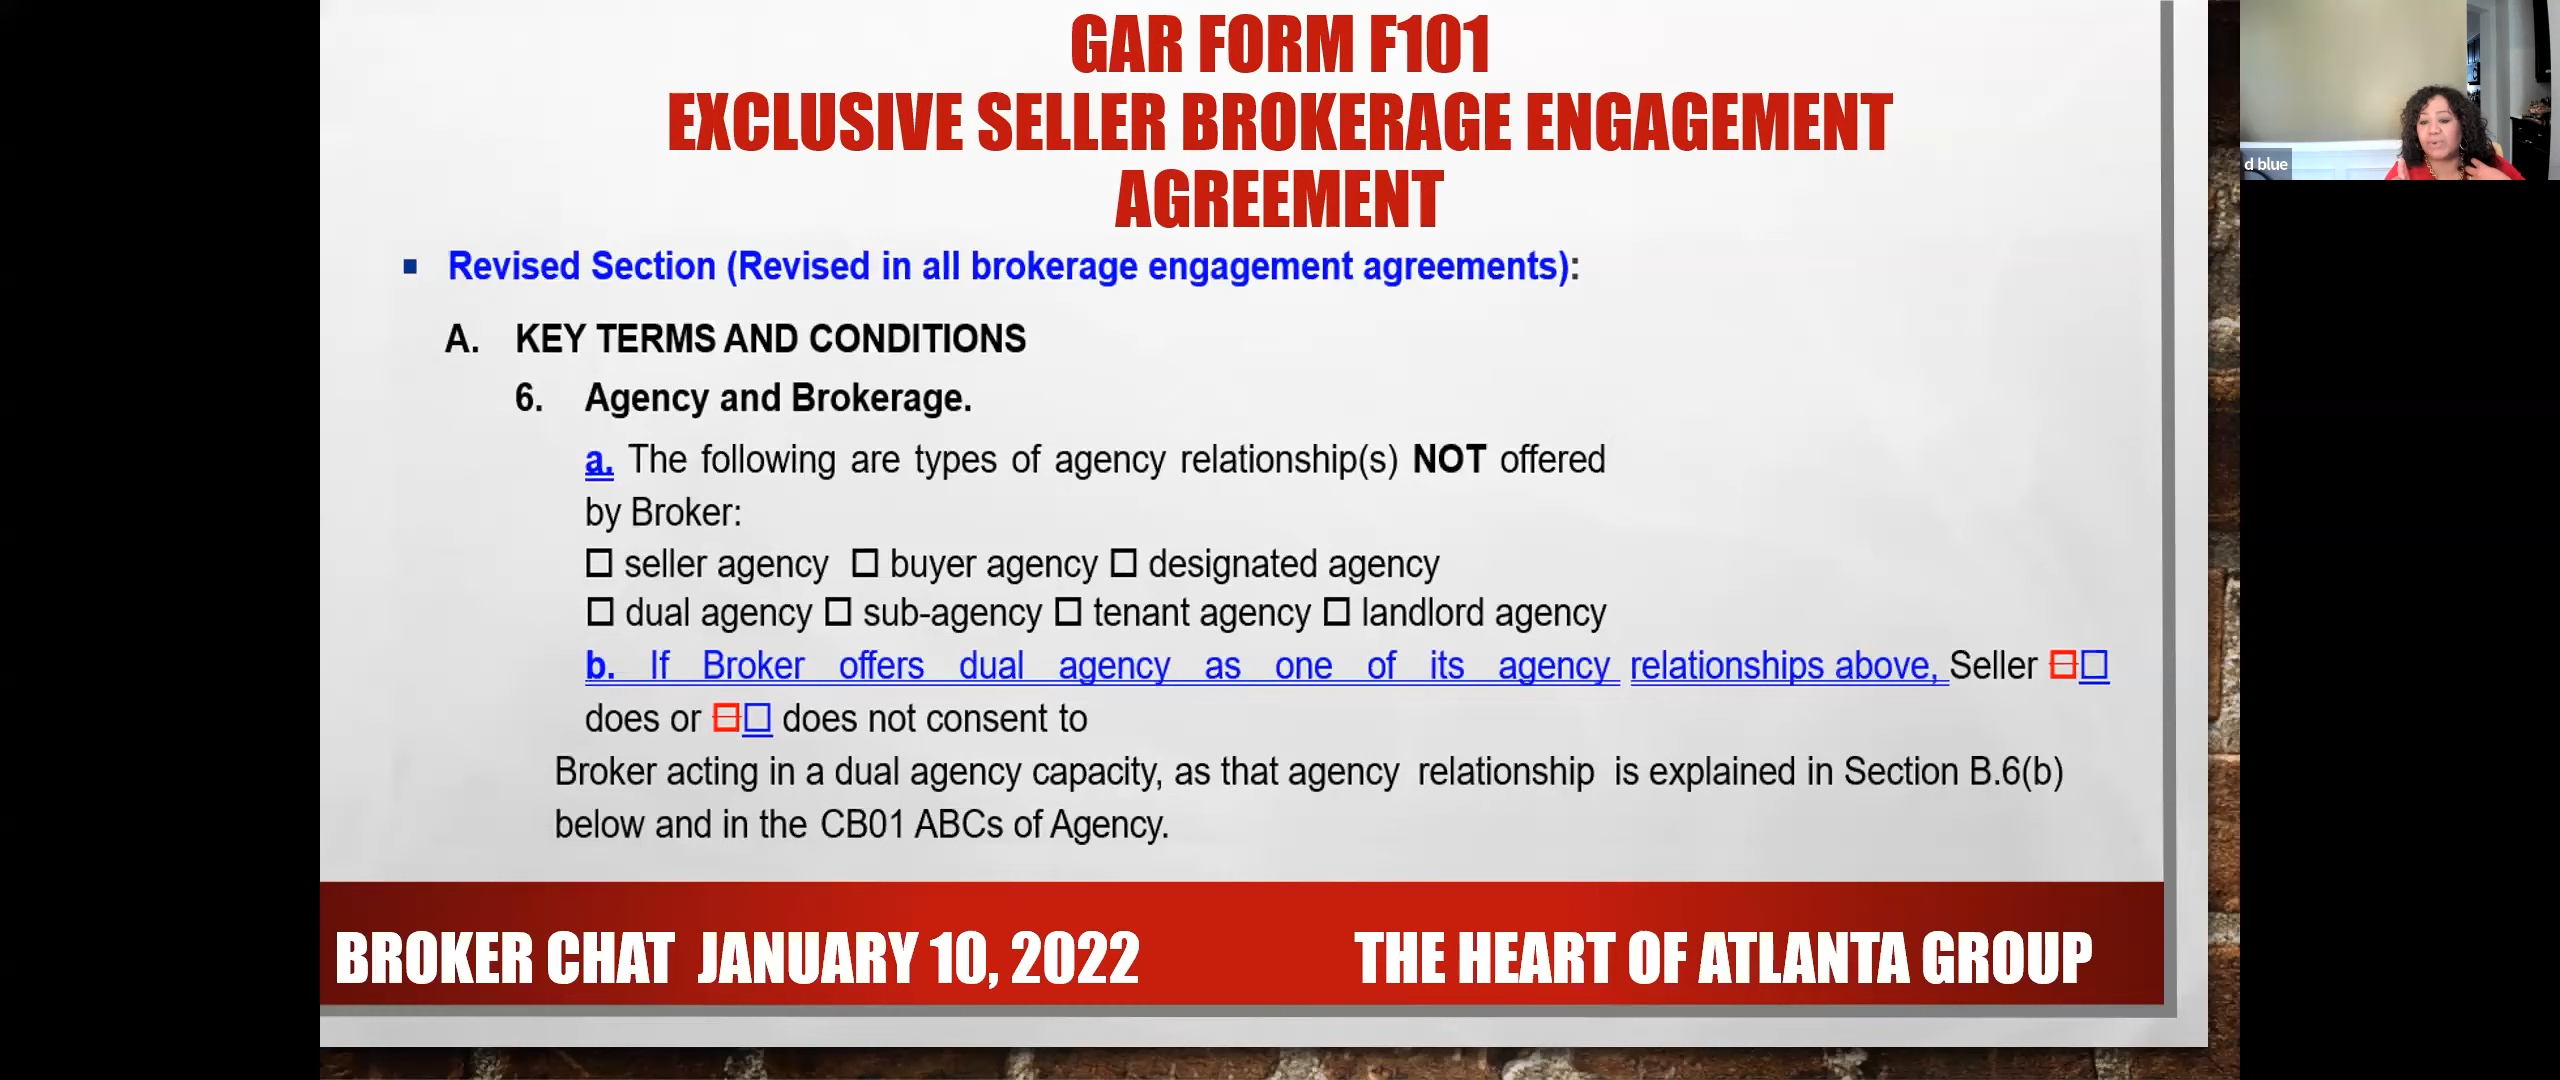 GAR FORM F101
EXCLUSIVE SELLER BROKERAGE ENGAGEMENT
AGREEMENT
d blue
▪ Revised Section (Revised in all brokerage engagement agreements):
A. KEY TERMS AND CONDITIONS
6. Agency and Brokerage.
a. The following are types of agency relationship(s) NOT offered
by Broker:
☐ seller agency ☐ buyer agency ☐ designated agency
☐ dual agency ☐ sub-agency ☐ tenant agency ☐ landlord agency
b. If Broker offers dual agency as one of its agency relationships above, Seller ☐☐
does or ☐☐ does not consent to
Broker acting in a dual agency capacity, as that agency relationship is explained in Section B.6(b)
below and in the CB01 ABCs of Agency.
BROKER CHAT JANUARY 10, 2022 THE HEART OF ATLANTA GROUP